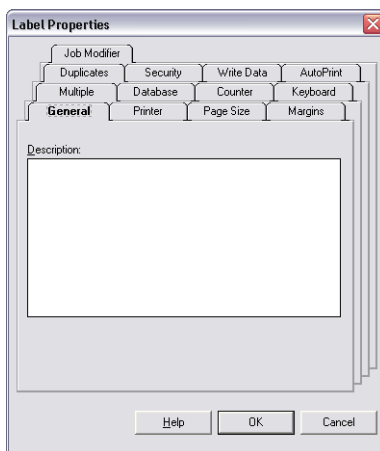 Label Properties
Job Modifier
Duplicates Security Write Data AutoPrint
Multiple Database Counter Keyboard
General Printer Page Size Margins
Description:
Help OK Cancel